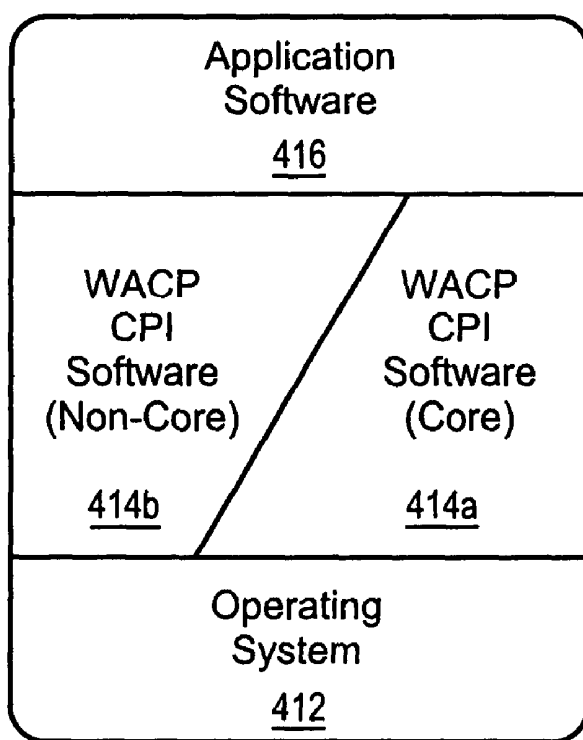 Application
Software
416
WACP
CPI
Software
(Non-Core)
414b
WACP
CPI
Software
(Core)
414a
Operating
System
412